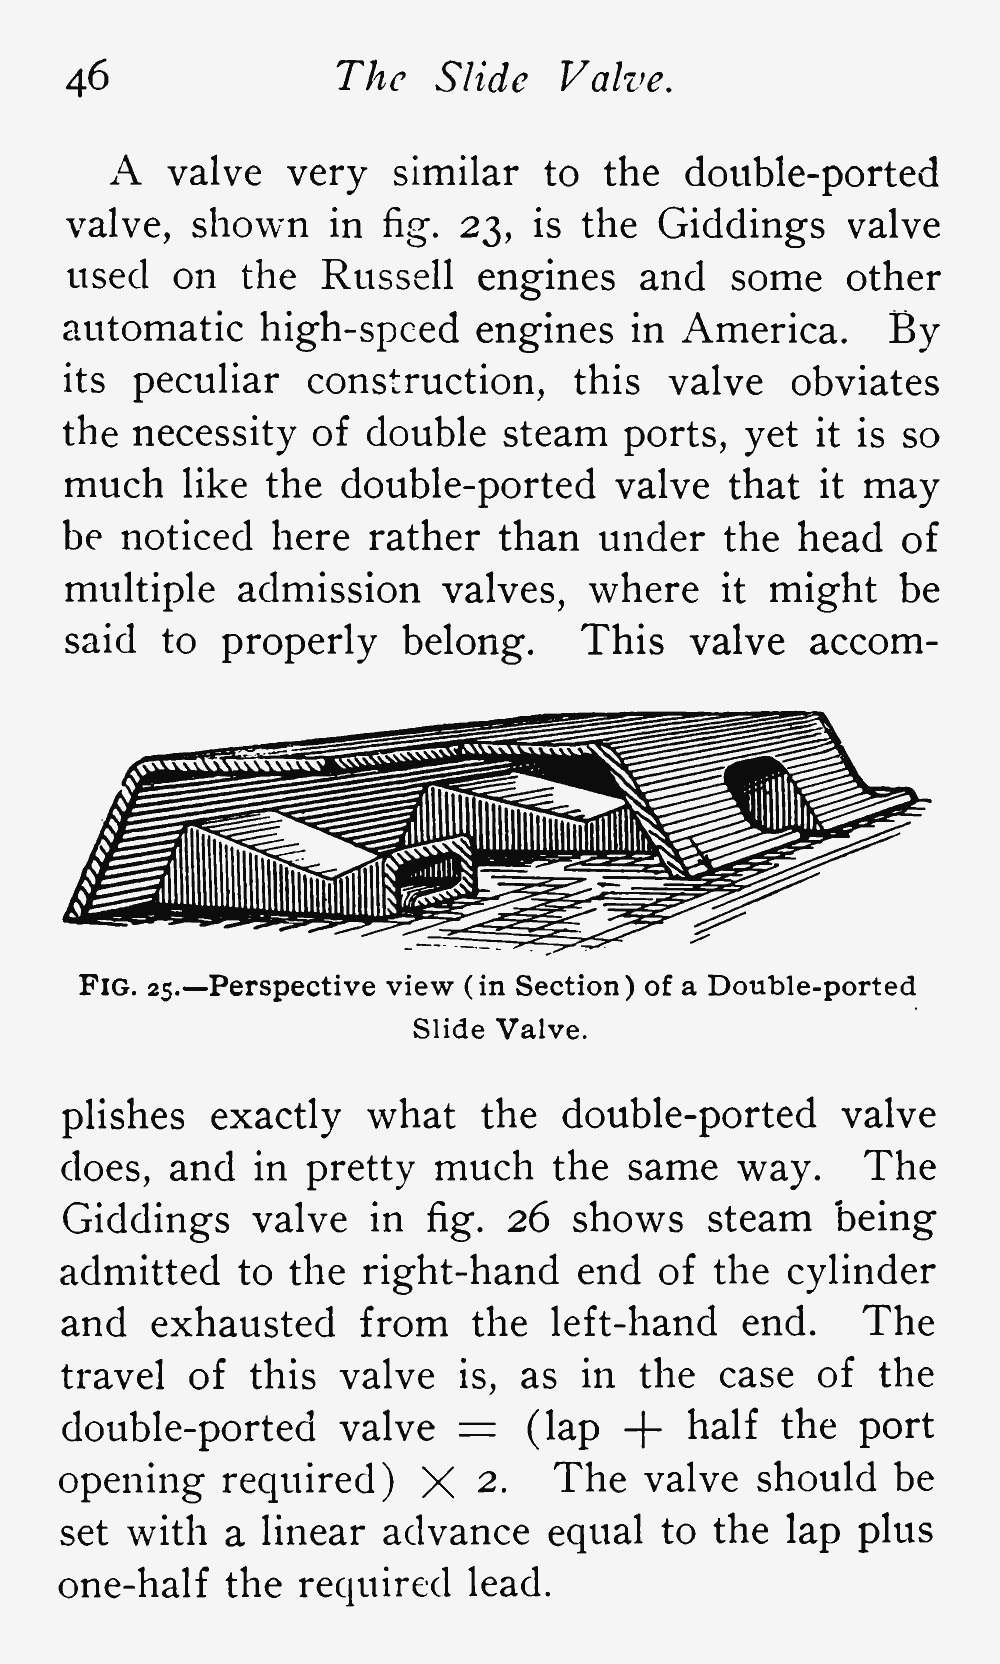 46 The Slide Valve.
A valve very similar to the double-ported
valve, shown in fig. 23, is the Giddings valve
used on the Russell engines and some other
automatic high-speed engines in America. By
its peculiar construction, this valve obviates
the necessity of double steam ports, yet it is so
much like the double-ported valve that it may
be noticed here rather than under the head of
multiple admission valves, where it might be
said to properly belong. This valve accom-
FIG. 25.—Perspective view (in Section) of a Double-ported
Slide Valve.
plishes exactly what the double-ported valve
does, and in pretty much the same way. The
Giddings valve in fig. 26 shows steam being
admitted to the right-hand end of the cylinder
and exhausted from the left-hand end. The
travel of this valve is, as in the case of the
double-ported valve = (lap + half the port
opening required) × 2. The valve should be
set with a linear advance equal to the lap plus
one-half the required lead.